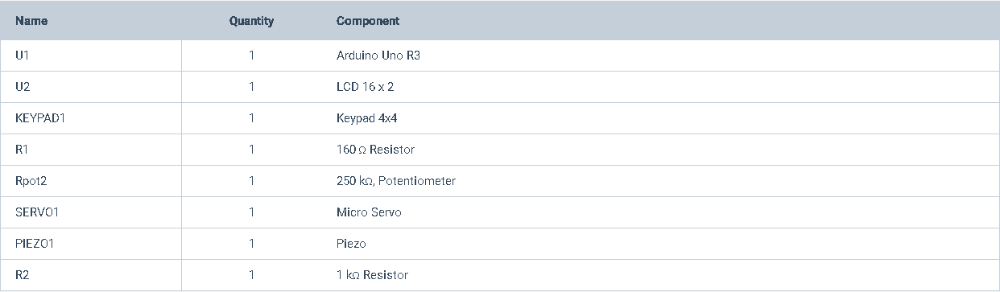 Name Quantity Component
U1 1 Arduino Uno R3
U2 1 LCD 16 x 2
KEYPAD1 1 Keypad 4x4
R1 1 160 Ω Resistor
Rpot2 1 250 kΩ, Potentiometer
SERVO1 1 Micro Servo
PIEZO1 1 Piezo
R2 1 1 kΩ Resistor